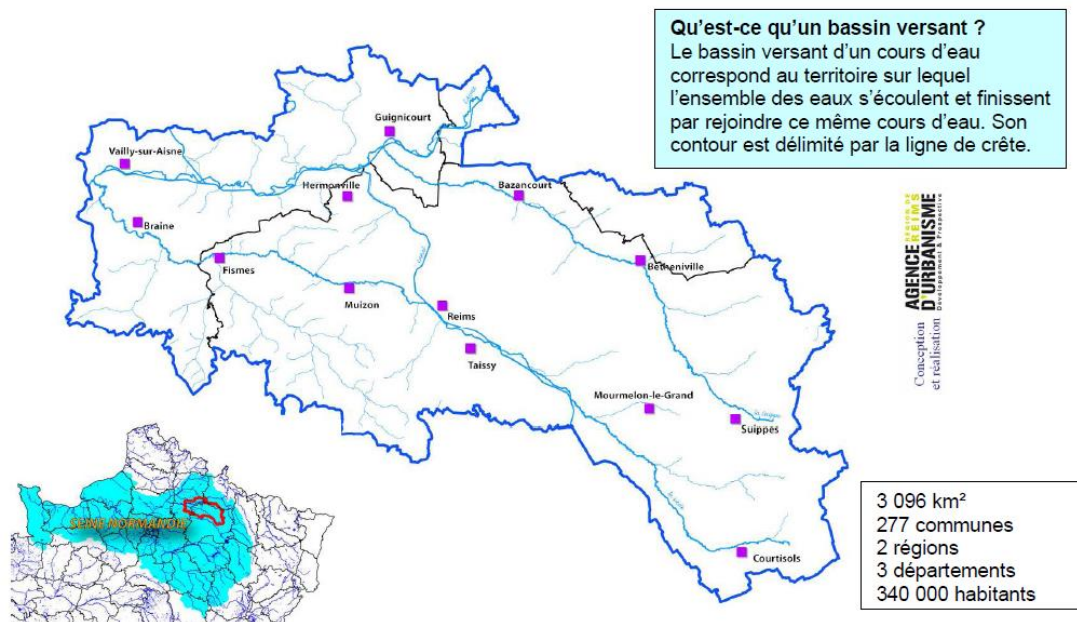 Qu'est-ce qu'un bassin versant ?
Le bassin versant d'un cours d'eau
correspond au territoire sur lequel
l'ensemble des eaux s'écoulent et finissent
par rejoindre ce même cours d'eau. Son
contour est délimité par la ligne de crête.
Guignicourt
Vailly-sur-Aisne
Hermonville
Bazancourt
Braine
Fismes
Betheniville
Muizon
Reims
Taissy
Mourmelon-le-Grand
Suippes
Courtisols
AGENCE RÉGION DE REIMS
D'URBANISME
Développement & Prospective
Conception
et réalisation
SEINE NORMANDIE
3 096 km²
277 communes
2 régions
3 départements
340 000 habitants